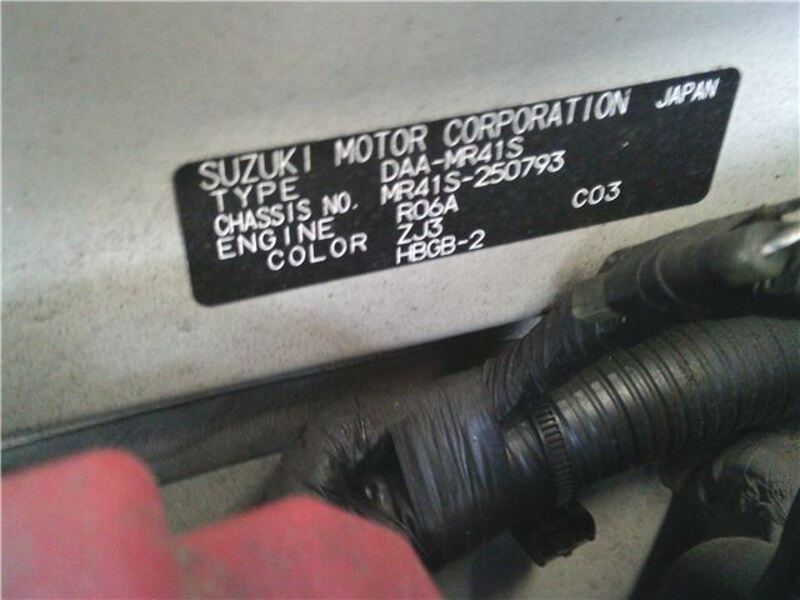 SUZUKI MOTOR CORPORATION JAPAN
TYPE DAA-MR41S
CHASSIS NO. MR41S-250793
ENGINE R06A C03
COLOR ZJ3
HBGB-2